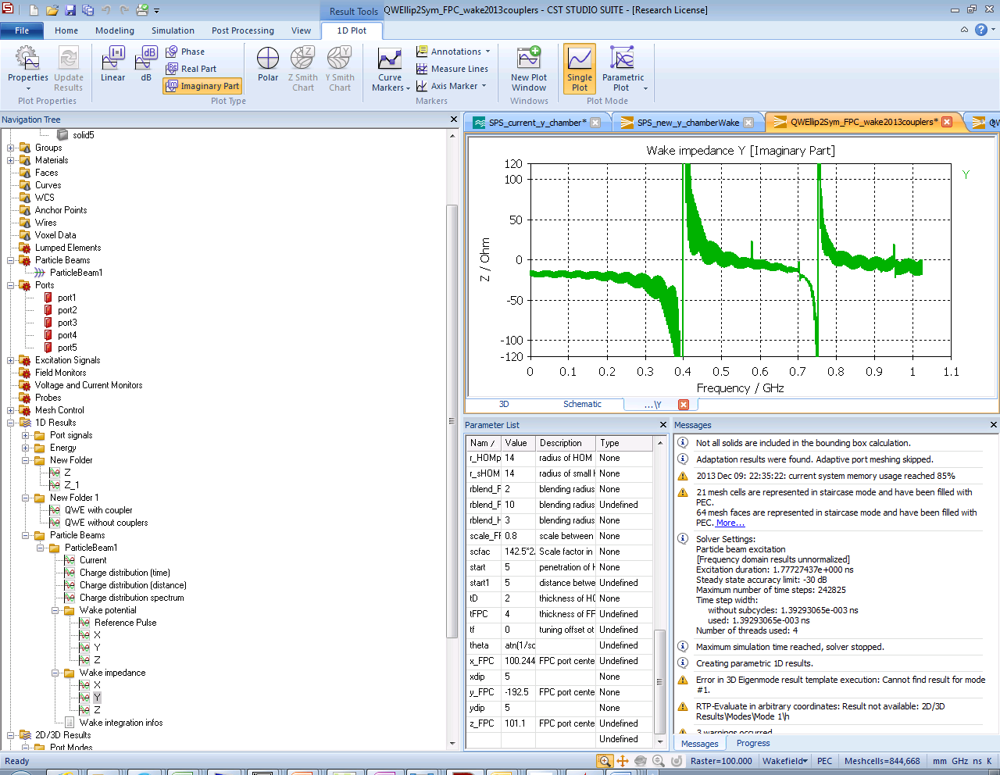 Result Tools
QWEllip2Sym_FPC_wake2013couplers - CST STUDIO SUITE - [Research License]
File Home Modeling Simulation Post Processing View 1D Plot
Properties
Update Results
Plot Properties
Linear
dB
Phase
Real Part
Imaginary Part
Plot Type
Polar
Z Smith Chart
Y Smith Chart
Curve Markers
Annotations
Measure Lines
Axis Marker
Markers
New Plot Window
Windows
Single Plot
Parametric Plot
Plot Mode
Navigation Tree
solid5
Groups
Materials
Faces
Curves
WCS
Anchor Points
Wires
Voxel Data
Lumped Elements
Particle Beams
ParticleBeam1
Ports
port1
port2
port3
port4
port5
Excitation Signals
Field Monitors
Voltage and Current Monitors
Probes
Mesh Control
1D Results
Port signals
Energy
New Folder
Z
Z_1
New Folder 1
QWE with coupler
QWE without couplers
Particle Beams
ParticleBeam1
Current
Charge distribution (time)
Charge distribution (distance)
Charge distribution spectrum
Wake potential
Reference Pulse
X
Y
Z
Wake impedance
X
Y
Z
Wake integration infos
2D/3D Results
Port Modes
SPS_current_y_chamber*
SPS_new_y_chamberWake
QWEllip2Sym_FPC_wake2013couplers*
Wake impedance Y [Imaginary Part]
Y
120
100
50
0
-50
-100
-120
Z / Ohm
0 0.1 0.2 0.3 0.4 0.5 0.6 0.7 0.8 0.9 1 1.1
Frequency / GHz
3D
Schematic
...\Y
Parameter List
Nam / Value Description Type
r_HOMp 14 radius of HOM None
r_sHOM 14 radius of small None
rblend_F 2 blending radius None
rblend_F 10 blending radius Undefined
rblend_H 3 blending radius None
scale_FF 0.8 scale between None
scfac 142.5*2. Scale factor in None
start 5 penetration of H None
start1 5 distance betwe Undefined
tD 2 thickness of HO None
tFPC 4 thickness of FF Undefined
tf 0 tuning offset ot Undefined
theta atn(1/sc Undefined
x_FPC 100.244 FPC port cente Undefined
xdip 5 None
y_FPC -192.5 FPC port cente None
ydip 5 None
z_FPC 101.1 FPC port cente Undefined
Undefined
Messages
Not all solids are included in the bounding box calculation.
Adaptation results were found. Adaptive port meshing skipped.
2013 Dec 09: 22:35:22: current system memory usage reached 85%
21 mesh cells are represented in staircase mode and have been filled with
PEC.
64 mesh faces are represented in staircase mode and have been filled with
PEC. More...
Solver Settings:
Particle beam excitation
[Frequency domain results unnormalized]
Excitation duration: 1.77727437e+000 ns
Steady state accuracy limit: -30 dB
Maximum number of time steps: 242825
Time step width:
without subcycles: 1.39293065e-003 ns
used: 1.39293065e-003 ns
Number of threads used: 4
Maximum simulation time reached, solver stopped.
Creating parametric 1D results.
Error in 3D Eigenmode result template execution: Cannot find result for mode
#1.
RTP-Evaluate in arbitrary coordinates: Result not available: 2D/3D
Results\Modes\Mode 1\h
3 warnings occurred
Messages
Progress
Ready
Raster=100.000 Wakefield PEC Meshcells=844,668 mm GHz ns K